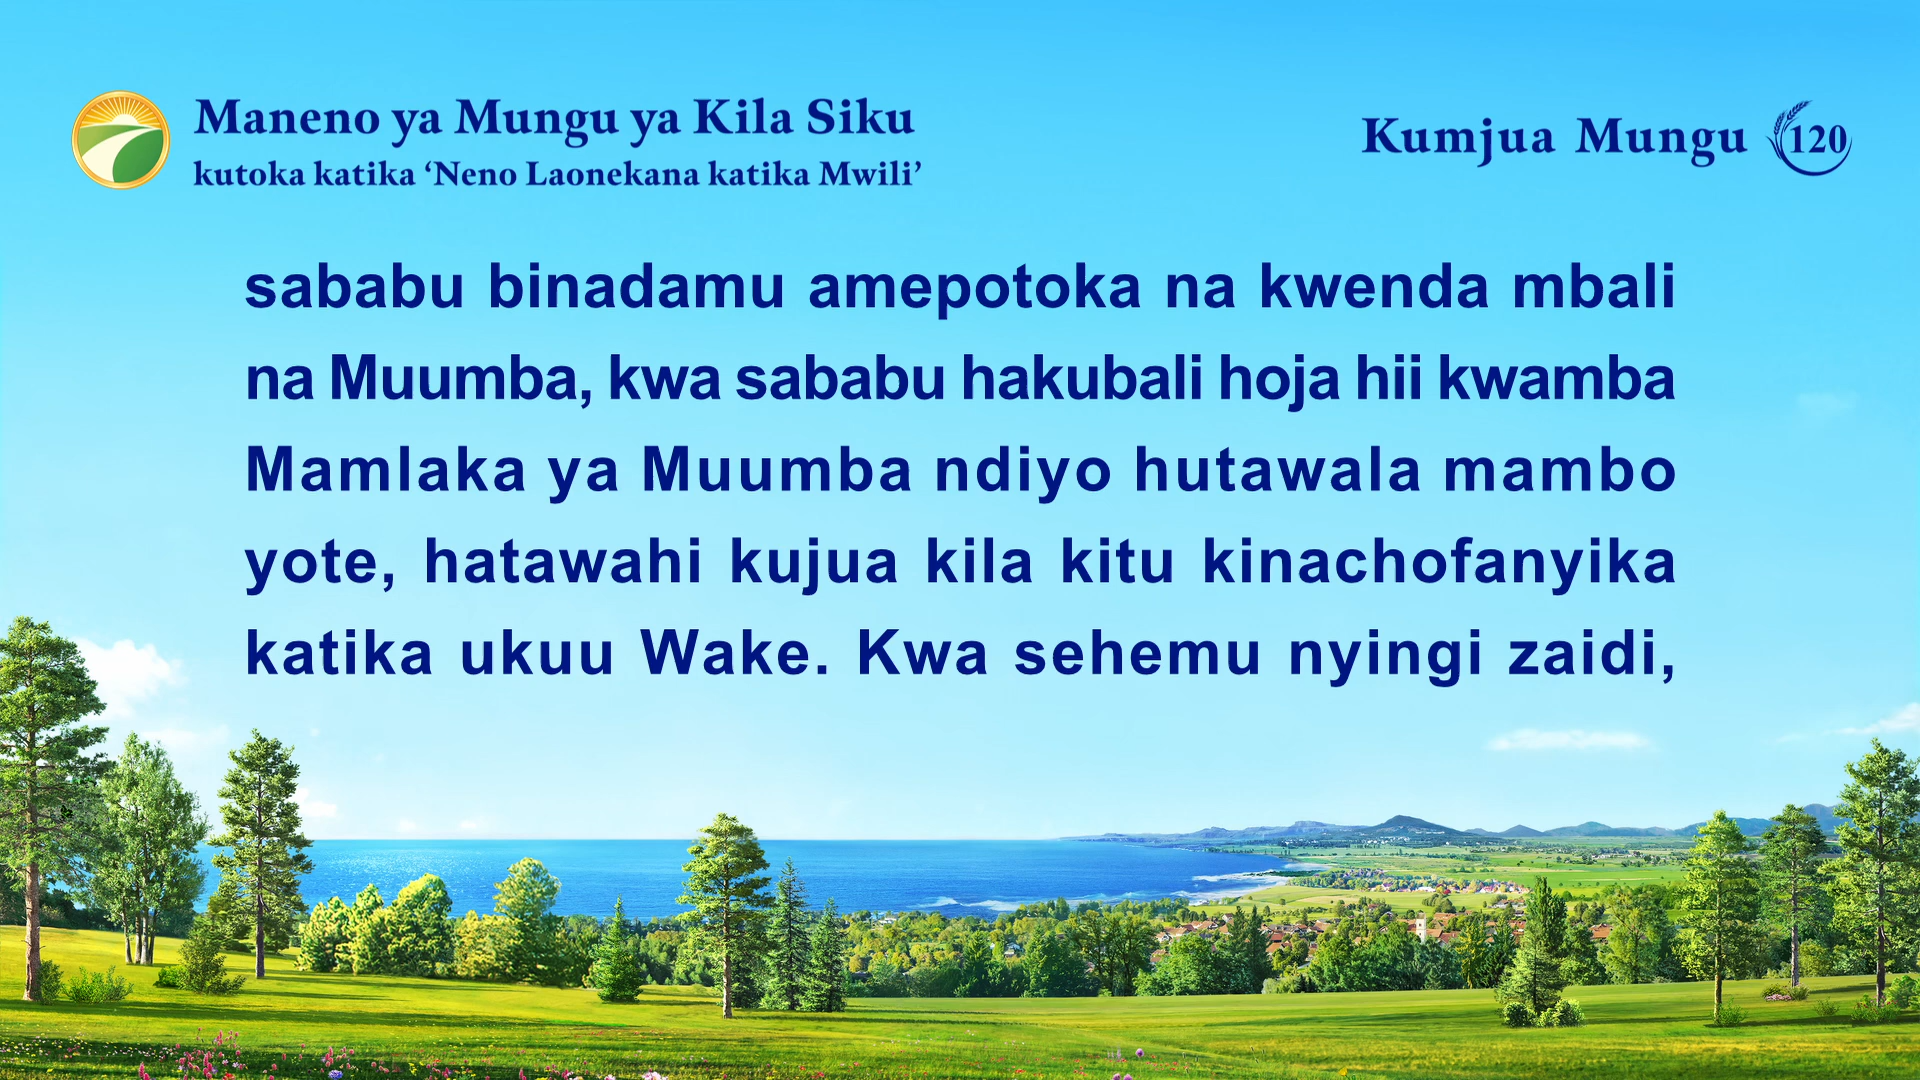 Maneno ya Mungu ya Kila Siku
kutoka katika ‘Neno Laonekana katika Mwili’
Kumjua Mungu 120
sababu binadamu amepotoka na kwenda mbali
na Muumba, kwa sababu hakubali hoja hii kwamba
Mamlaka ya Muumba ndiyo hutawala mambo
yote, hatawahi kujua kila kitu kinachofanyika
katika ukuu Wake. Kwa sehemu nyingi zaidi,